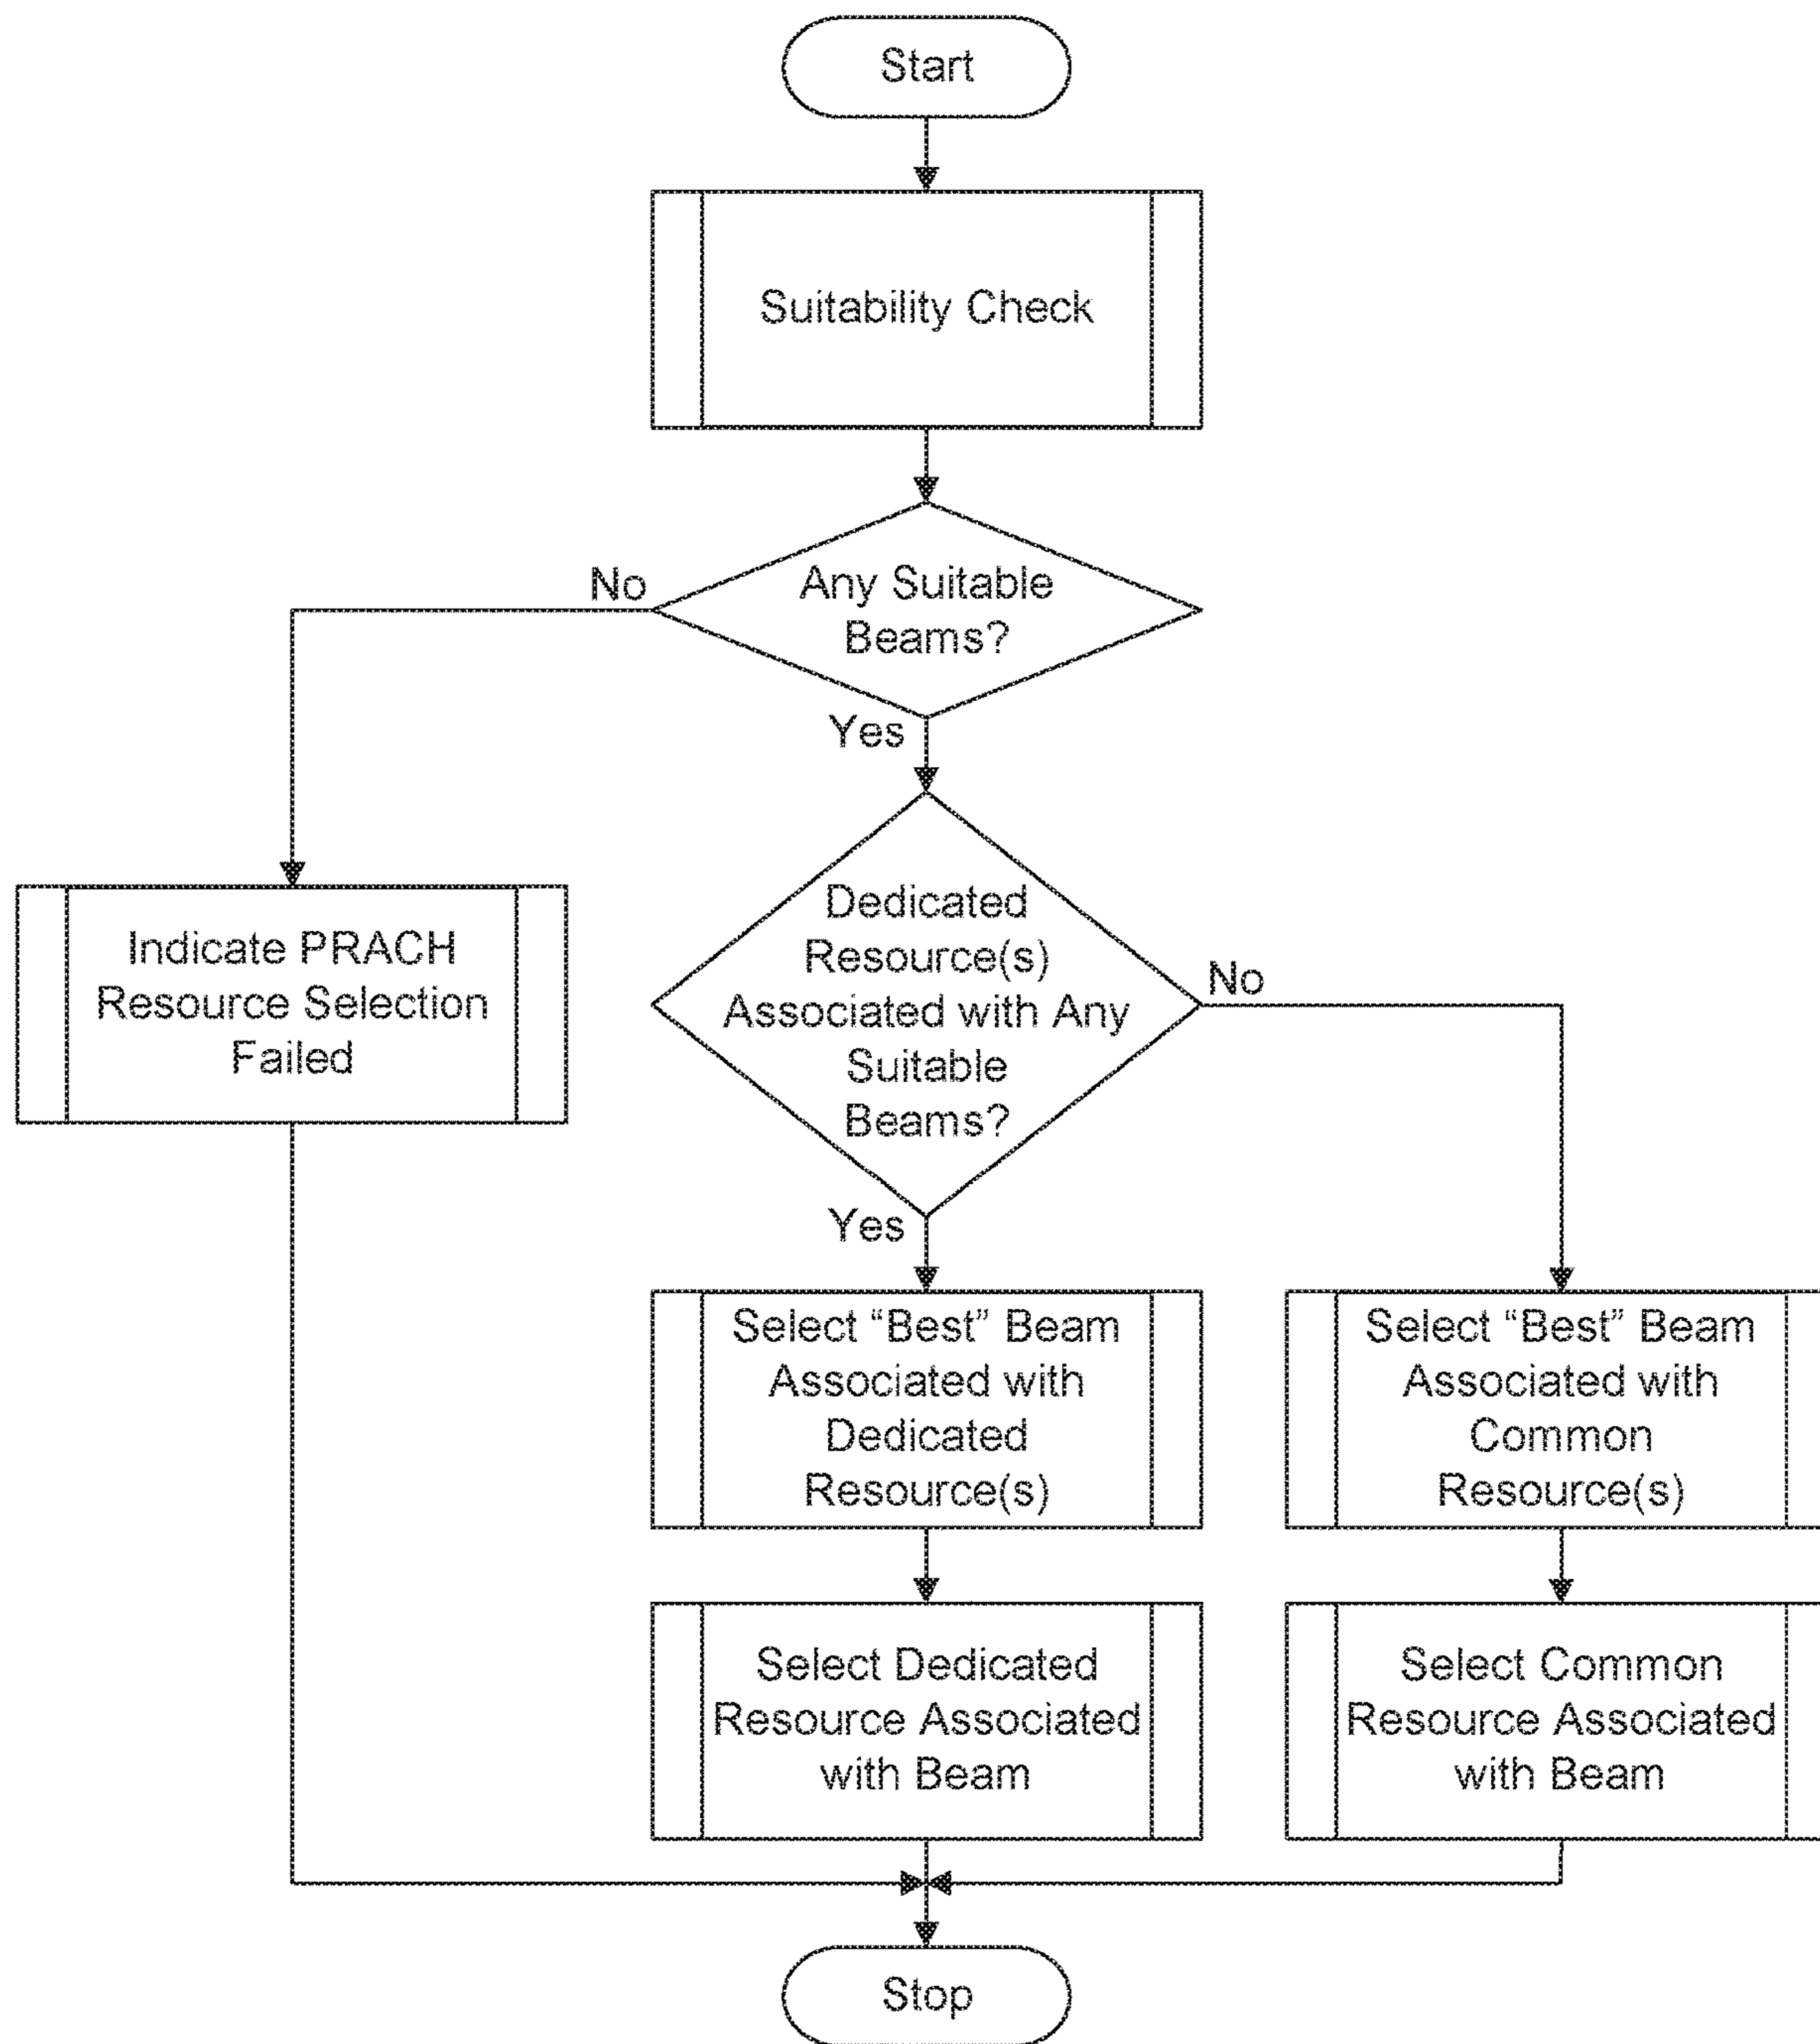 Start
Suitability Check
Any Suitable
Beams?
No
Yes
Indicate PRACH
Resource Selection
Failed
Dedicated
Resource(s)
Associated with Any
Suitable
Beams?
No
Yes
Select “Best” Beam
Associated with
Dedicated
Resource(s)
Select “Best” Beam
Associated with
Common
Resource(s)
Select Dedicated
Resource Associated
with Beam
Select Common
Resource Associated
with Beam
Stop